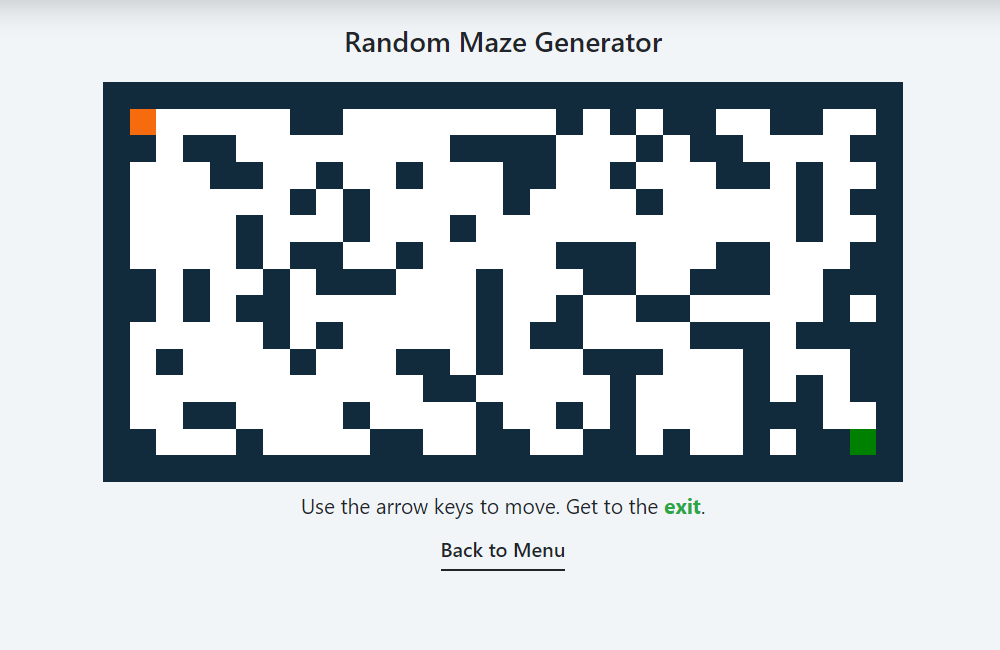 Random Maze Generator
Use the arrow keys to move. Get to the exit.
Back to Menu